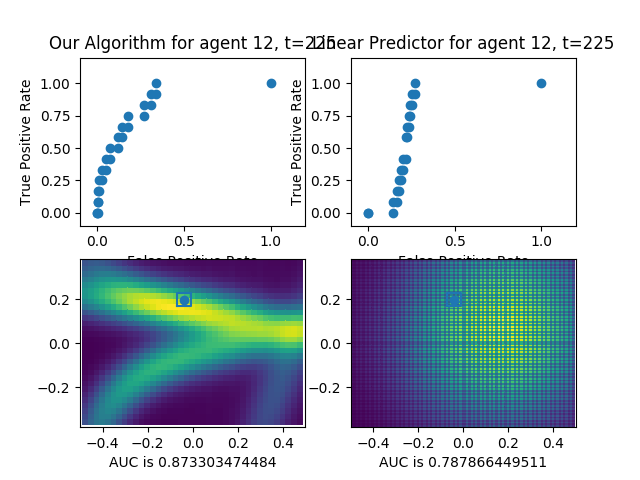 Our Algorithm for agent 12, t=225
Linear Predictor for agent 12, t=225
True Positive Rate
1.00
0.75
0.50
0.25
0.00
0.0 0.5 1.0
False Positive Rate
True Positive Rate
1.00
0.75
0.50
0.25
0.00
0.0 0.5 1.0
False Positive Rate
0.2
0.0
−0.2
−0.4 −0.2 0.0 0.2 0.4
AUC is 0.873303474484
0.2
0.0
−0.2
−0.4 −0.2 0.0 0.2 0.4
AUC is 0.787866449511